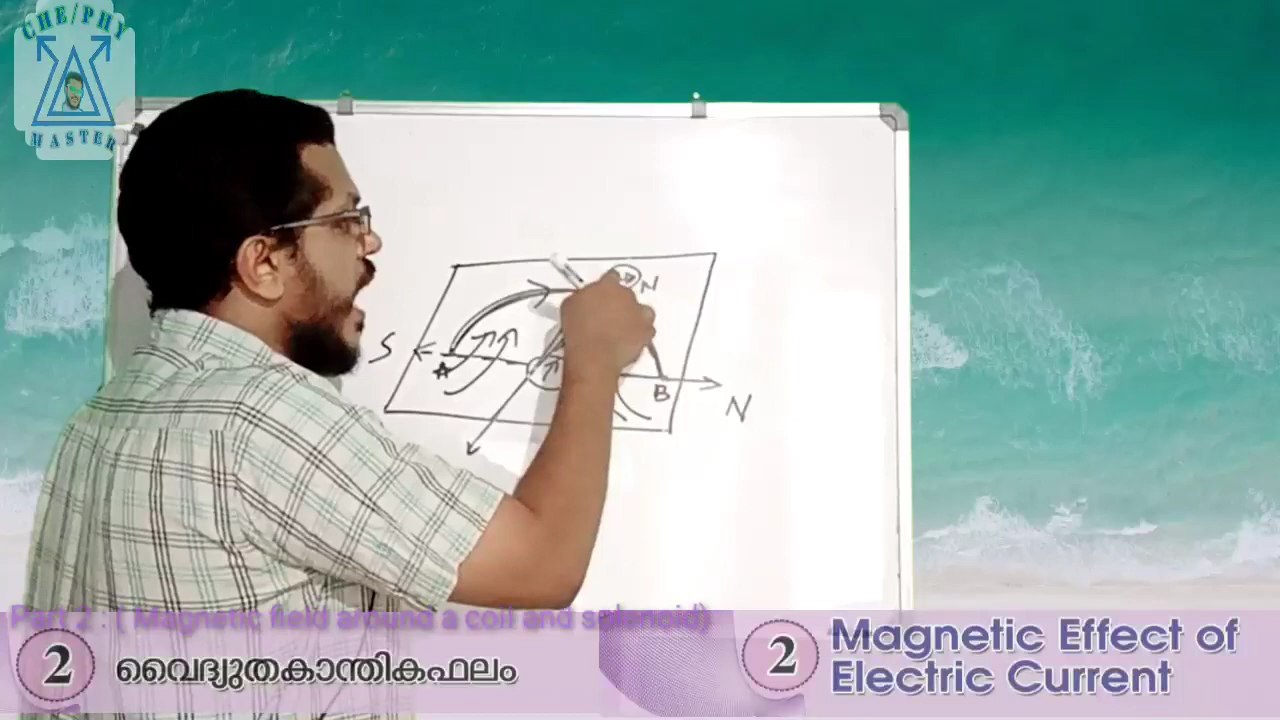 CHE/PHY
MASTER
N
S
A
B
N
Part 2 : ( Magnetic field around a coil and solenoid)
2
വൈദ്യുതകാന്തികഫലം
2
Magnetic Effect of
Electric Current